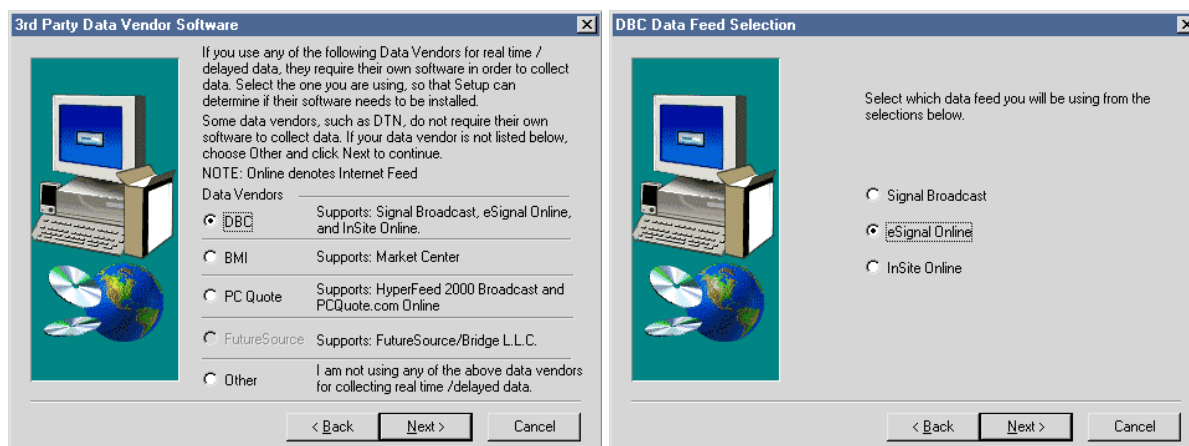 3rd Party Data Vendor Software
If you use any of the following Data Vendors for real time /
delayed data, they require their own software in order to collect
data. Select the one you are using, so that Setup can
determine if their software needs to be installed.
Some data vendors, such as DTN, do not require their own
software to collect data. If your data vendor is not listed below,
choose Other and click Next to continue.
NOTE: Online denotes Internet Feed
Data Vendors
DBC Supports: Signal Broadcast, eSignal Online,
and InSite Online.
BMI Supports: Market Center
PC Quote Supports: HyperFeed 2000 Broadcast and
PCQuote.com Online
FutureSource Supports: FutureSource/Bridge L.L.C.
Other I am not using any of the above data vendors
for collecting real time /delayed data.
< Back Next > Cancel
DBC Data Feed Selection
Select which data feed you will be using from the
selections below.
Signal Broadcast
eSignal Online
InSite Online
< Back Next > Cancel